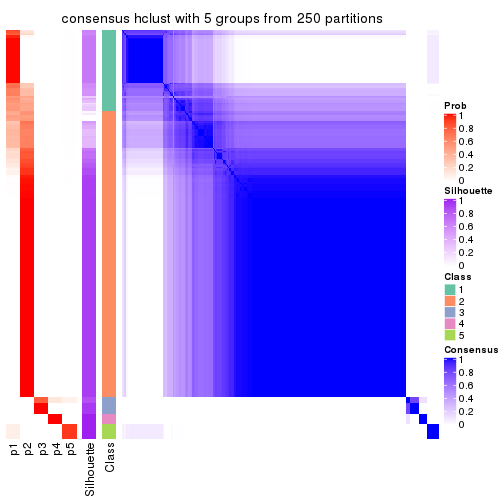 consensus hclust with 5 groups from 250 partitions
Prob
1
0.8
0.6
0.4
0.2
0
Silhouette
1
0.8
0.6
0.4
0.2
0
Class
1
2
3
4
5
Consensus
1
0.8
0.6
0.4
0.2
0
p1
p2
p3
p4
p5
Silhouette
Class